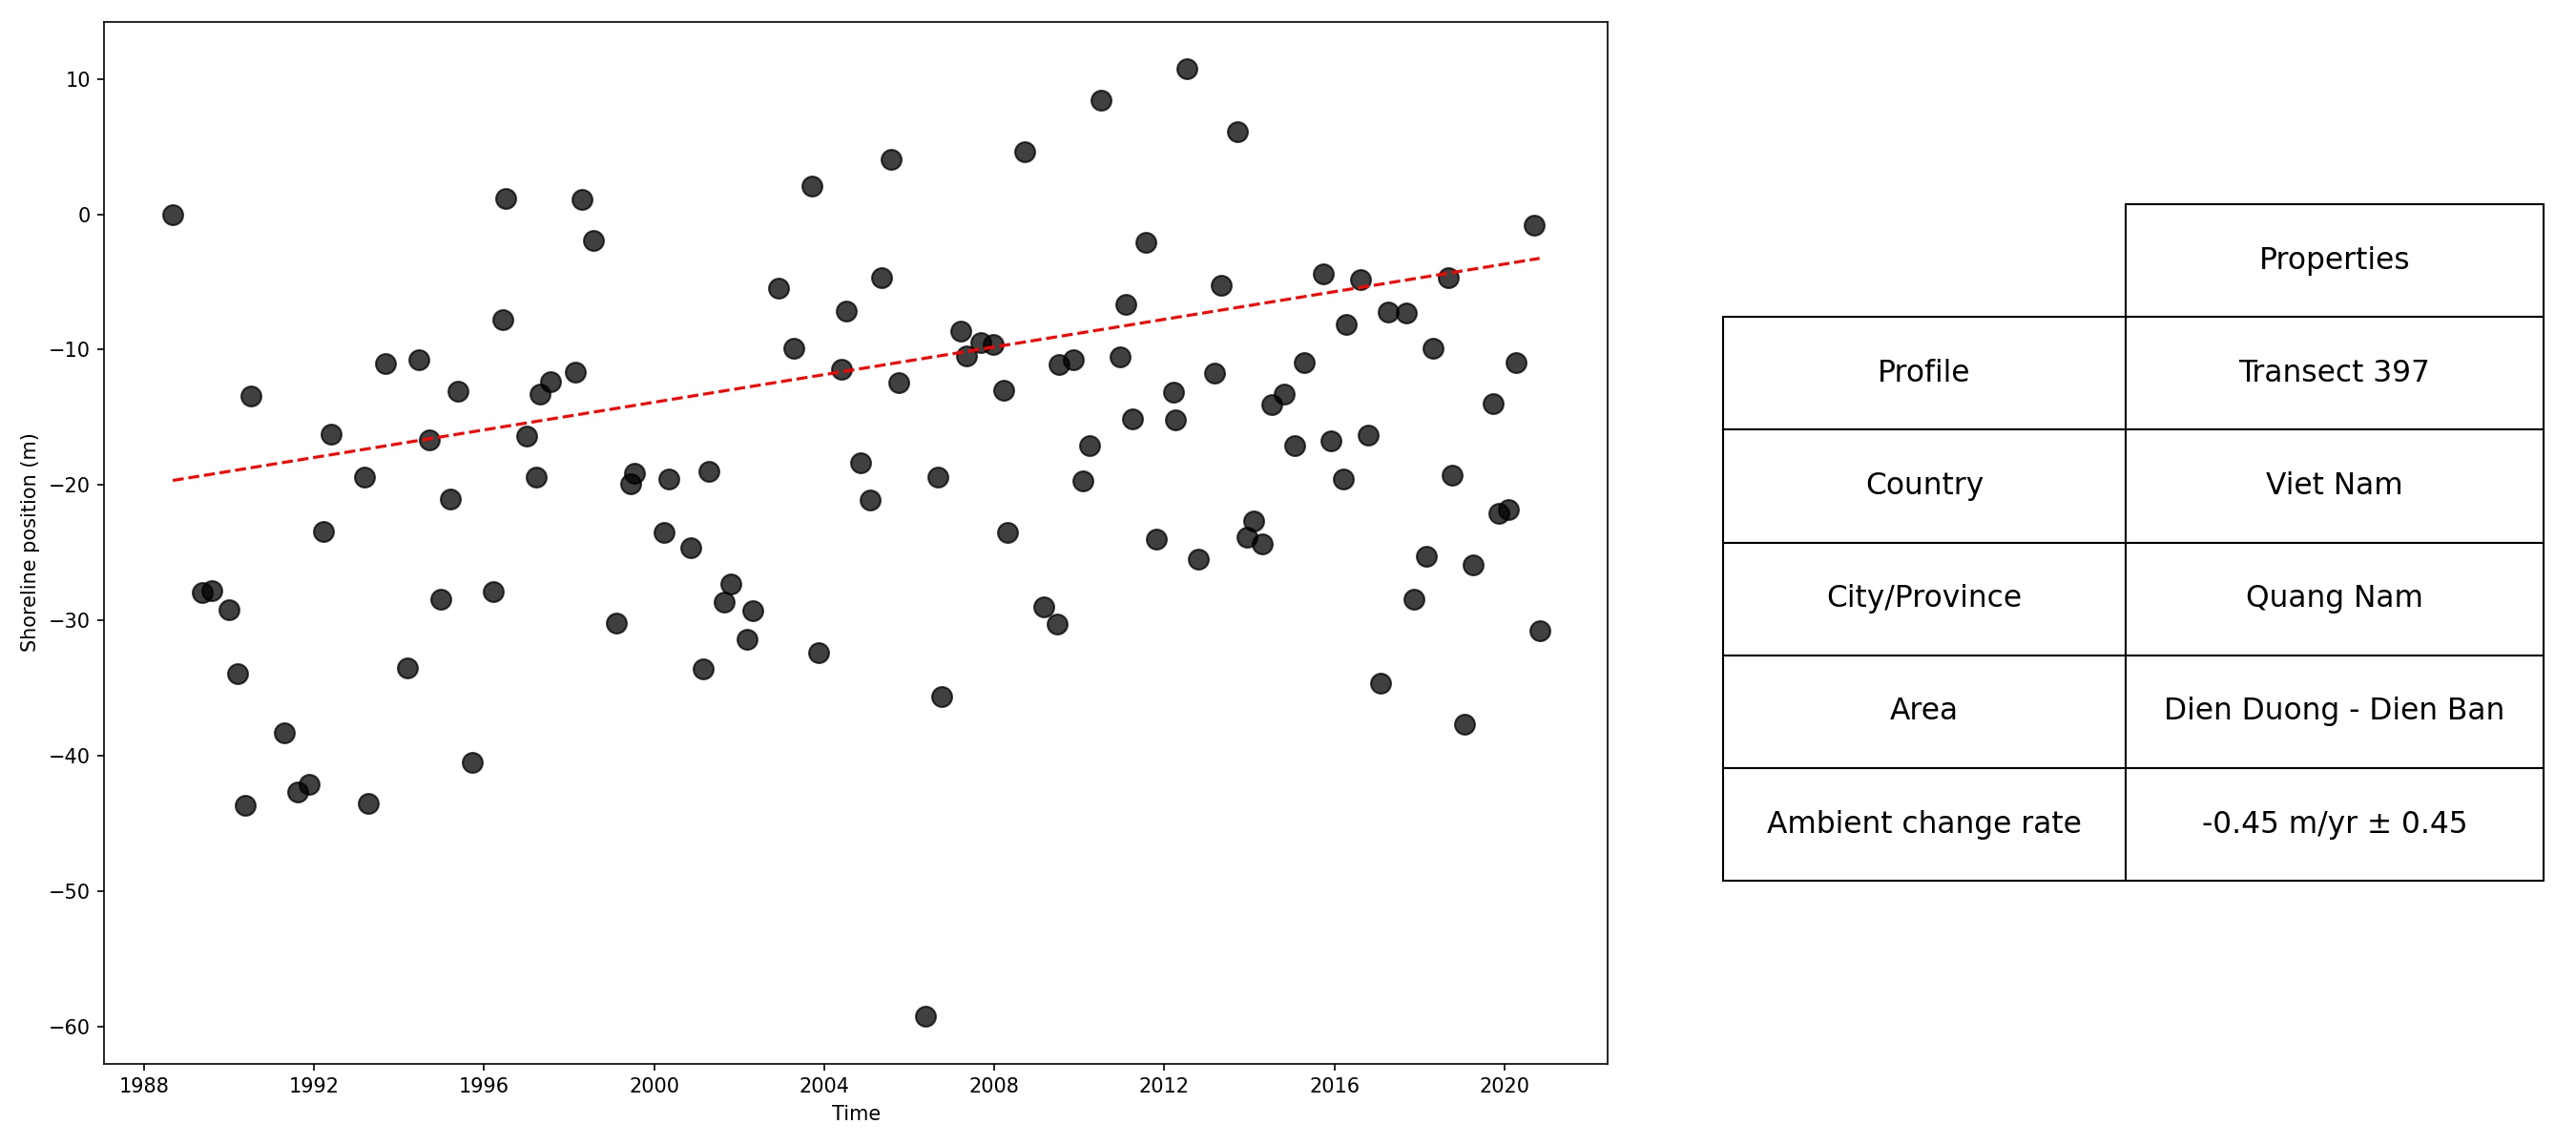 10
0
−10
−20
−30
−40
−50
−60
Shoreline position (m)
1988 1992 1996 2000 2004 2008 2012 2016 2020
Time
Properties
Profile Transect 397
Country Viet Nam
City/Province Quang Nam
Area Dien Duong - Dien Ban
Ambient change rate -0.45 m/yr ± 0.45